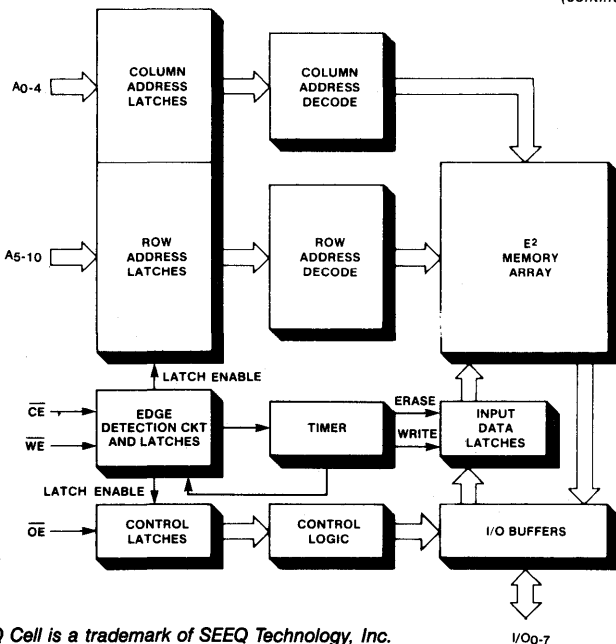 COLUMN
ADDRESS
LATCHES
COLUMN
ADDRESS
DECODE
A0-4
ROW
ADDRESS
LATCHES
ROW
ADDRESS
DECODE
E2
MEMORY
ARRAY
A5-10
LATCH ENABLE
CE
WE
EDGE
DETECTION CKT
AND LATCHES
TIMER
ERASE
WRITE
INPUT
DATA
LATCHES
LATCH ENABLE
OE
CONTROL
LATCHES
CONTROL
LOGIC
I/O BUFFERS
Cell is a trademark of SEEQ Technology, Inc.
I/O0-7